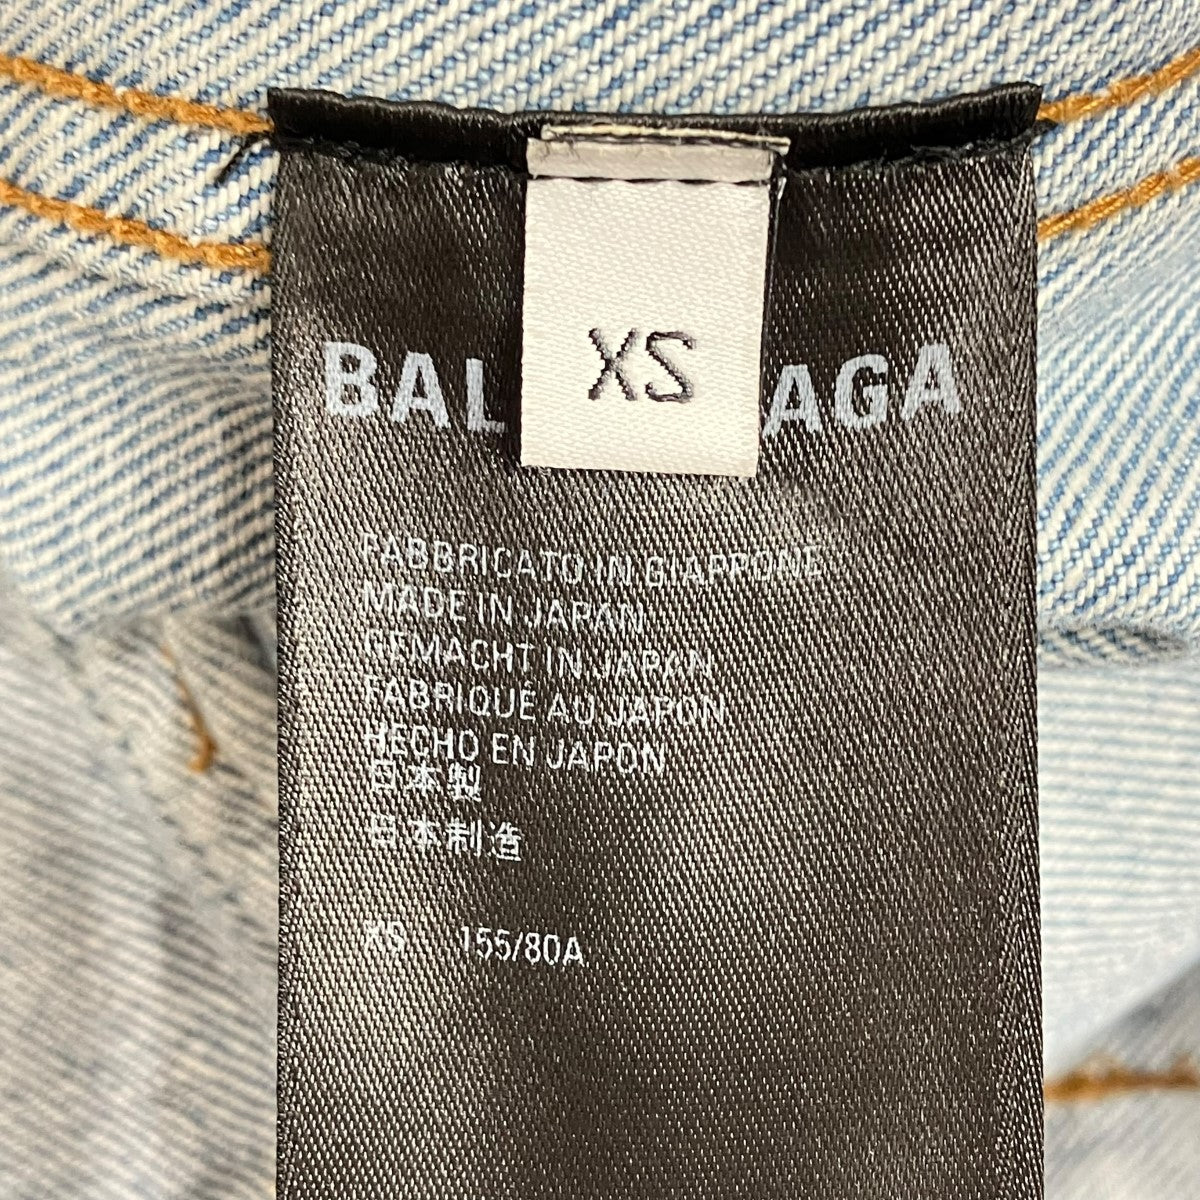 XS
BAL AGA
FABBRICATO IN GIAPPONE
MADE IN JAPAN
GEMACHT IN JAPAN
FABRIQUE AU JAPON
HECHO EN JAPON
日本製
日本制造
XS 155/80A